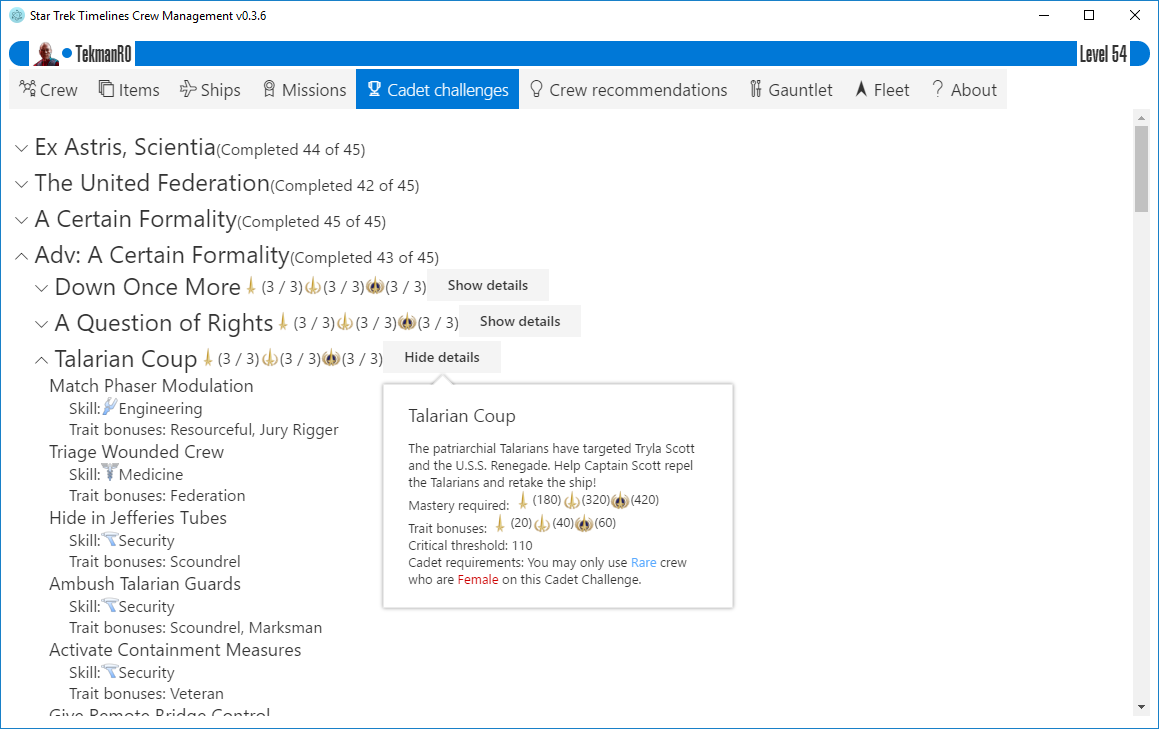 Star Trek Timelines Crew Management v0.3.6
TekmanRO
Level 54
Crew Items Ships Missions Cadet challenges Crew recommendations Gauntlet Fleet ? About
Ex Astris, Scientia(Completed 44 of 45)
The United Federation(Completed 42 of 45)
A Certain Formality(Completed 45 of 45)
Adv: A Certain Formality(Completed 43 of 45)
Down Once More (3 / 3) (3 / 3) (3 / 3) Show details
A Question of Rights (3 / 3) (3 / 3) (3 / 3) Show details
Talarian Coup (3 / 3) (3 / 3) (3 / 3) Hide details
Match Phaser Modulation
Skill: Engineering
Trait bonuses: Resourceful, Jury Rigger
Triage Wounded Crew
Skill: Medicine
Trait bonuses: Federation
Hide in Jefferies Tubes
Skill: Security
Trait bonuses: Scoundrel
Ambush Talarian Guards
Skill: Security
Trait bonuses: Scoundrel, Marksman
Activate Containment Measures
Skill: Security
Trait bonuses: Veteran
Give Remote Bridge Control
Talarian Coup
The patriarchial Talarians have targeted Tryla Scott
and the U.S.S. Renegade. Help Captain Scott repel
the Talarians and retake the ship!
Mastery required: (180) (320) (420)
Trait bonuses: (20) (40) (60)
Critical threshold: 110
Cadet requirements: You may only use Rare crew
who are Female on this Cadet Challenge.